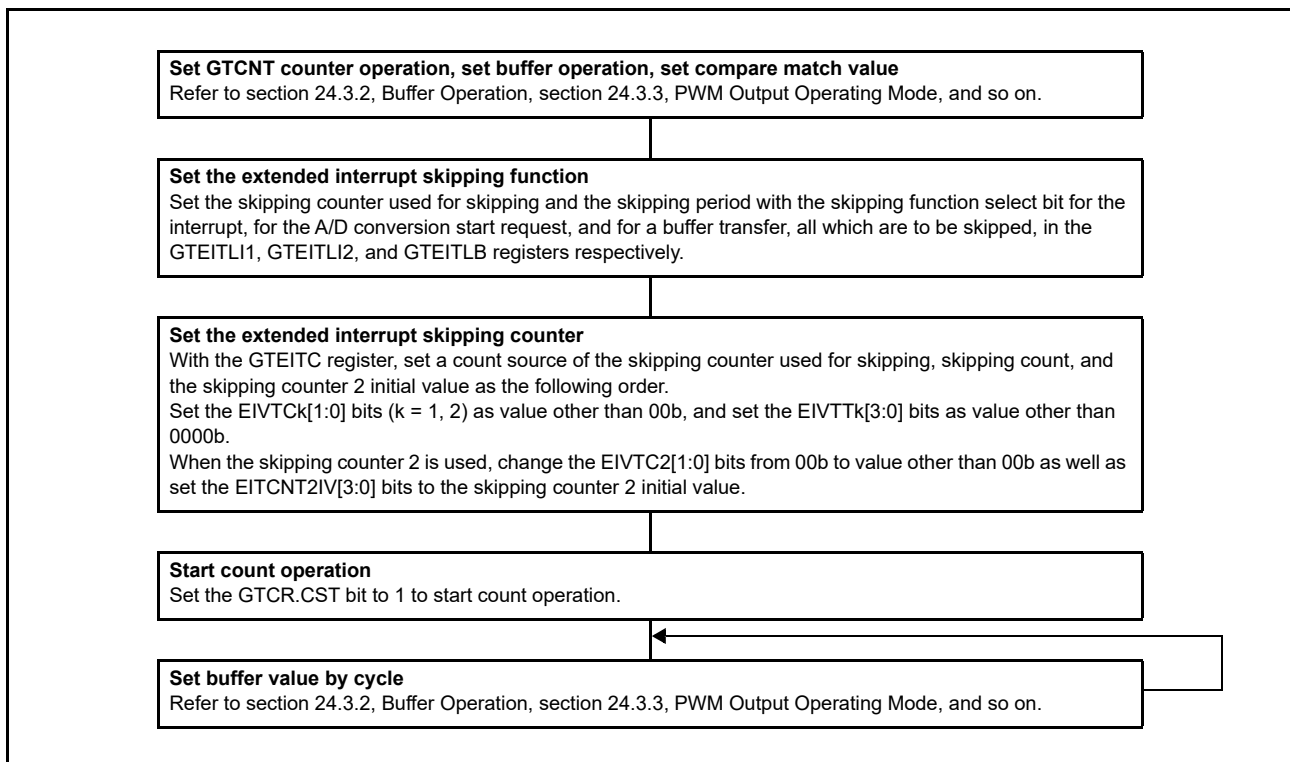 Set GTCNT counter operation, set buffer operation, set compare match value
Refer to section 24.3.2, Buffer Operation, section 24.3.3, PWM Output Operating Mode, and so on.
Set the extended interrupt skipping function
Set the skipping counter used for skipping and the skipping period with the skipping function select bit for the
interrupt, for the A/D conversion start request, and for a buffer transfer, all which are to be skipped, in the
GTEITLI1, GTEITLI2, and GTEITLB registers respectively.
Set the extended interrupt skipping counter
With the GTEITC register, set a count source of the skipping counter used for skipping, skipping count, and
the skipping counter 2 initial value as the following order.
Set the EIVTCk[1:0] bits (k = 1, 2) as value other than 00b, and set the EIVTTk[3:0] bits as value other than
0000b.
When the skipping counter 2 is used, change the EIVTC2[1:0] bits from 00b to value other than 00b as well as
set the EITCNT2IV[3:0] bits to the skipping counter 2 initial value.
Start count operation
Set the GTCR.CST bit to 1 to start count operation.
Set buffer value by cycle
Refer to section 24.3.2, Buffer Operation, section 24.3.3, PWM Output Operating Mode, and so on.